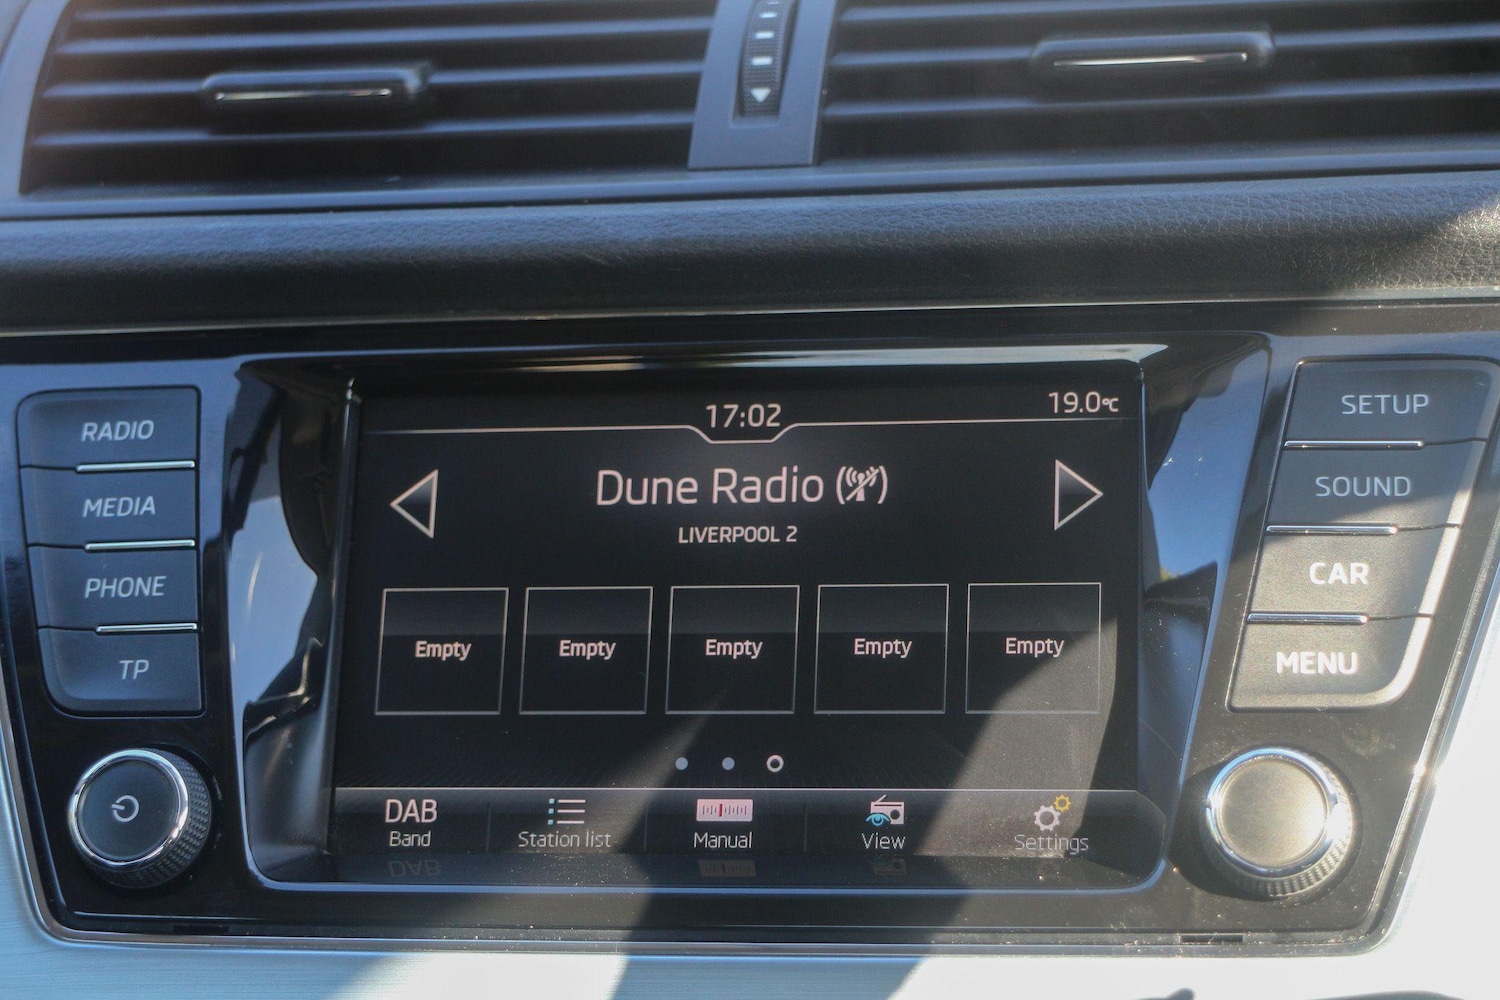 17:02
19.0°C
Dune Radio
LIVERPOOL 2
RADIO
MEDIA
PHONE
TP
SETUP
SOUND
CAR
MENU
Empty
Empty
Empty
Empty
Empty
DAB
Band
Station list
Manual
View
Settings